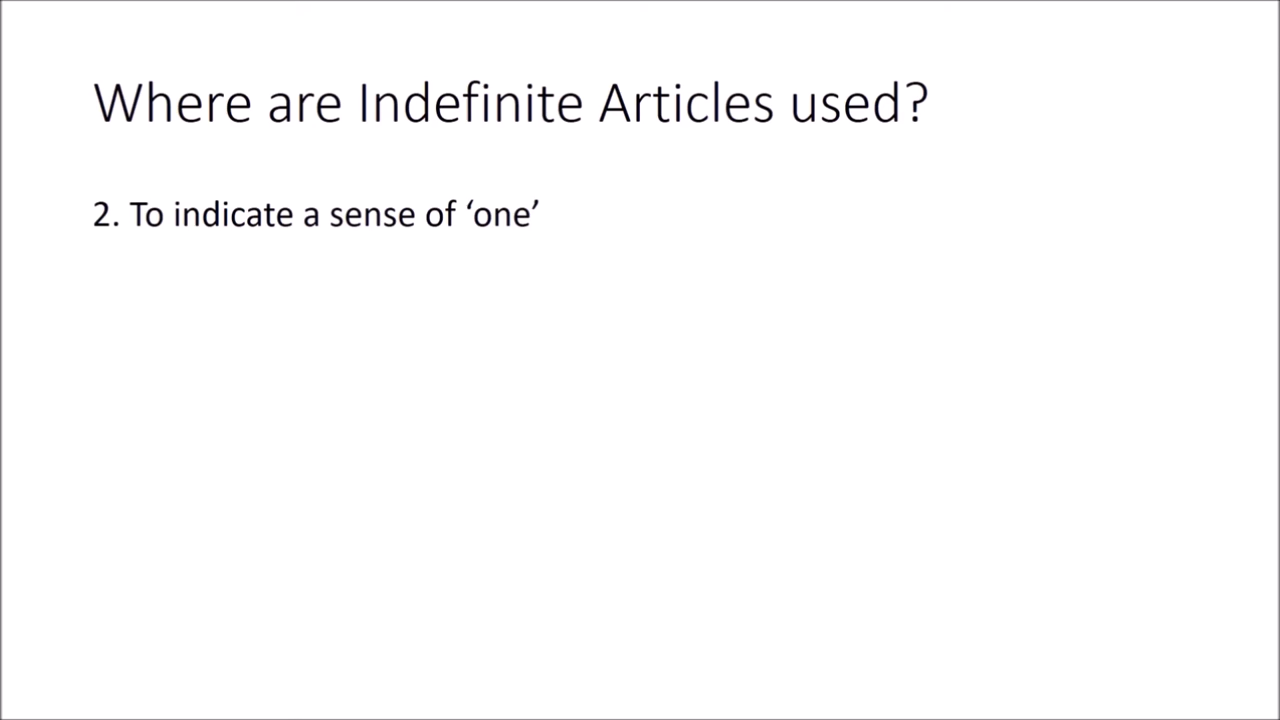 Where are Indefinite Articles used?
2. To indicate a sense of ‘one’